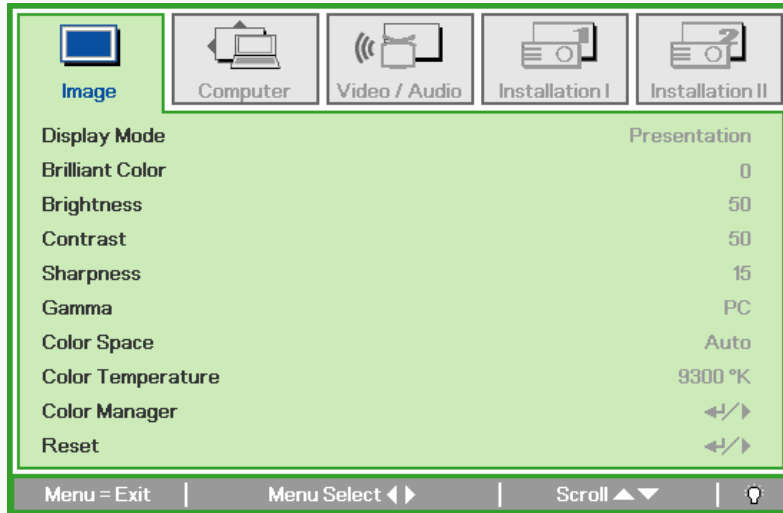 Image Computer Video / Audio Installation I Installation II
Display Mode Presentation
Brilliant Color 0
Brightness 50
Contrast 50
Sharpness 15
Gamma PC
Color Space Auto
Color Temperature 9300 °K
Color Manager ↵/▶
Reset ↵/▶
Menu = Exit Menu Select ◀▶ Scroll ▲▼